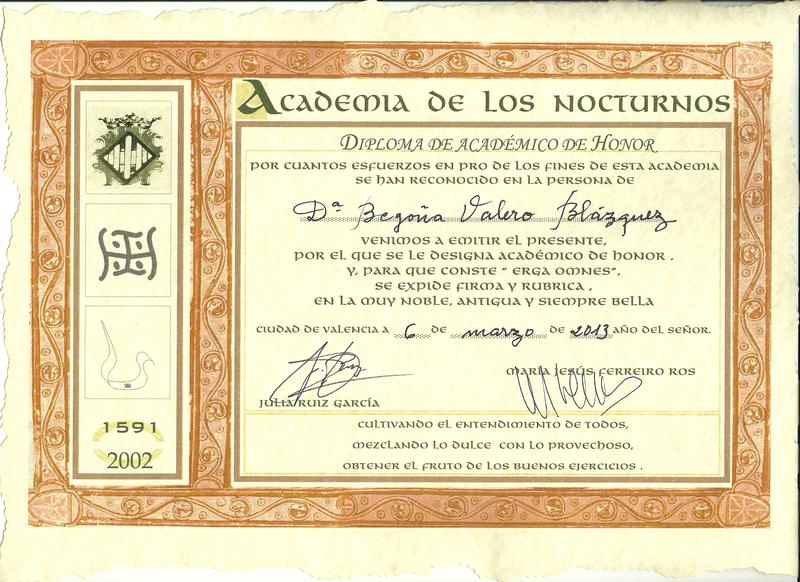 Academia de los Nocturnos
Diploma de Académico de Honor
por cuantos esfuerzos en pro de los fines de esta academia
se han reconocido en la persona de
Dª Begoña Valero Blázquez
venimos a emitir el presente,
por el que se le designa académico de honor .
y, para que conste " erga omnes",
se expide firma y rubrica ,
en la muy noble, antigua y siempre bella
ciudad de Valencia a 6 de marzo de 2013 año del Señor.
María Jesús Ferreiro Ros
Julia Ruiz García
cultivando el entendimiento de todos,
mezclando lo dulce con lo provechoso,
obtener el fruto de los buenos ejercicios .
1591
2002